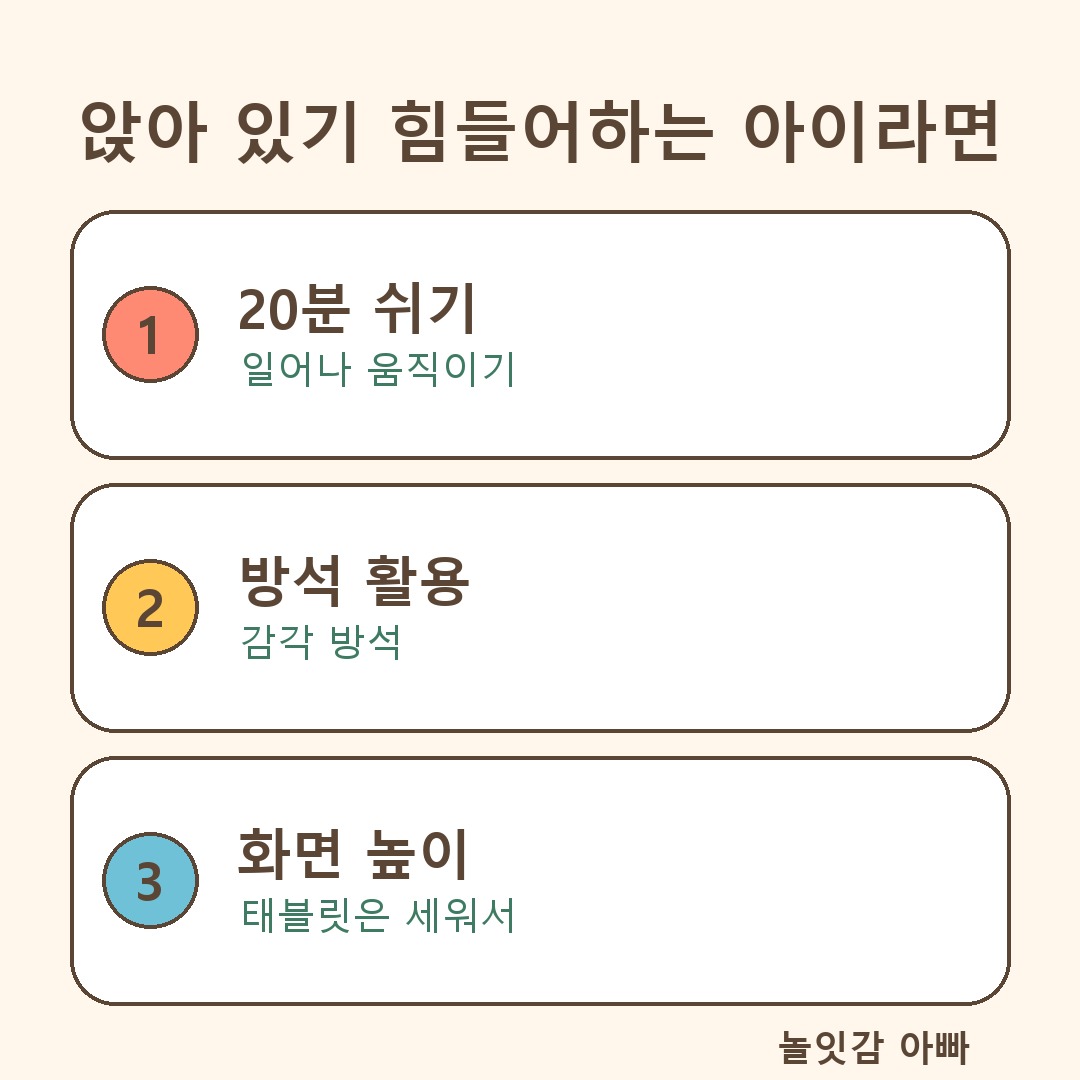 앉아 있기 힘들어하는 아이라면
1
20분 쉬기
일어나 움직이기
2
방석 활용
감각 방석
3
화면 높이
태블릿은 세워서
놀잇감 아빠